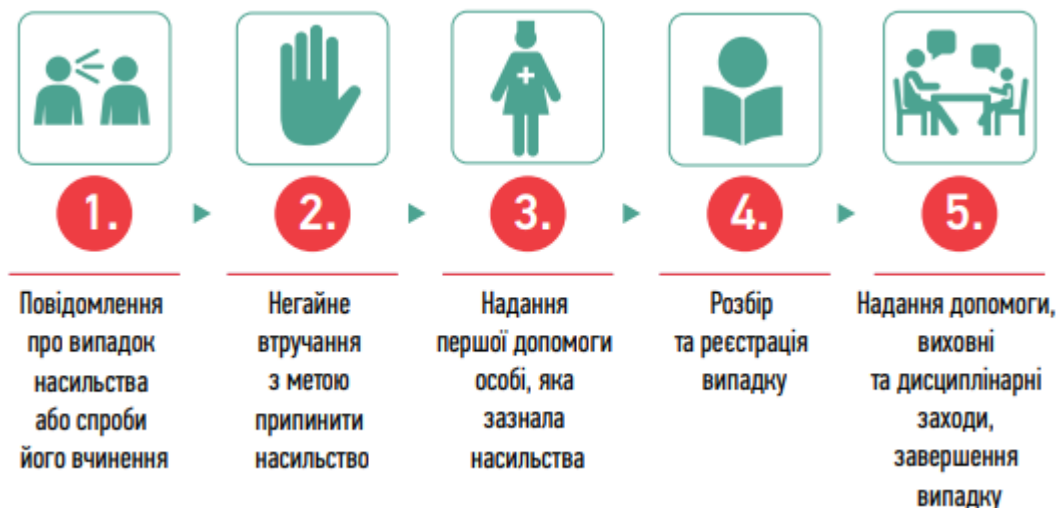 1.
Повідомлення
про випадок
насильства
або спроби
його вчинення
2.
Негайне
втручання
з метою
припинити
насильство
3.
Надання
першої допомоги
особі, яка
зазнала
насильства
4.
Розбір
та реєстрація
випадку
5.
Надання допомоги,
виховні
та дисциплінарні
заходи,
завершення
випадку